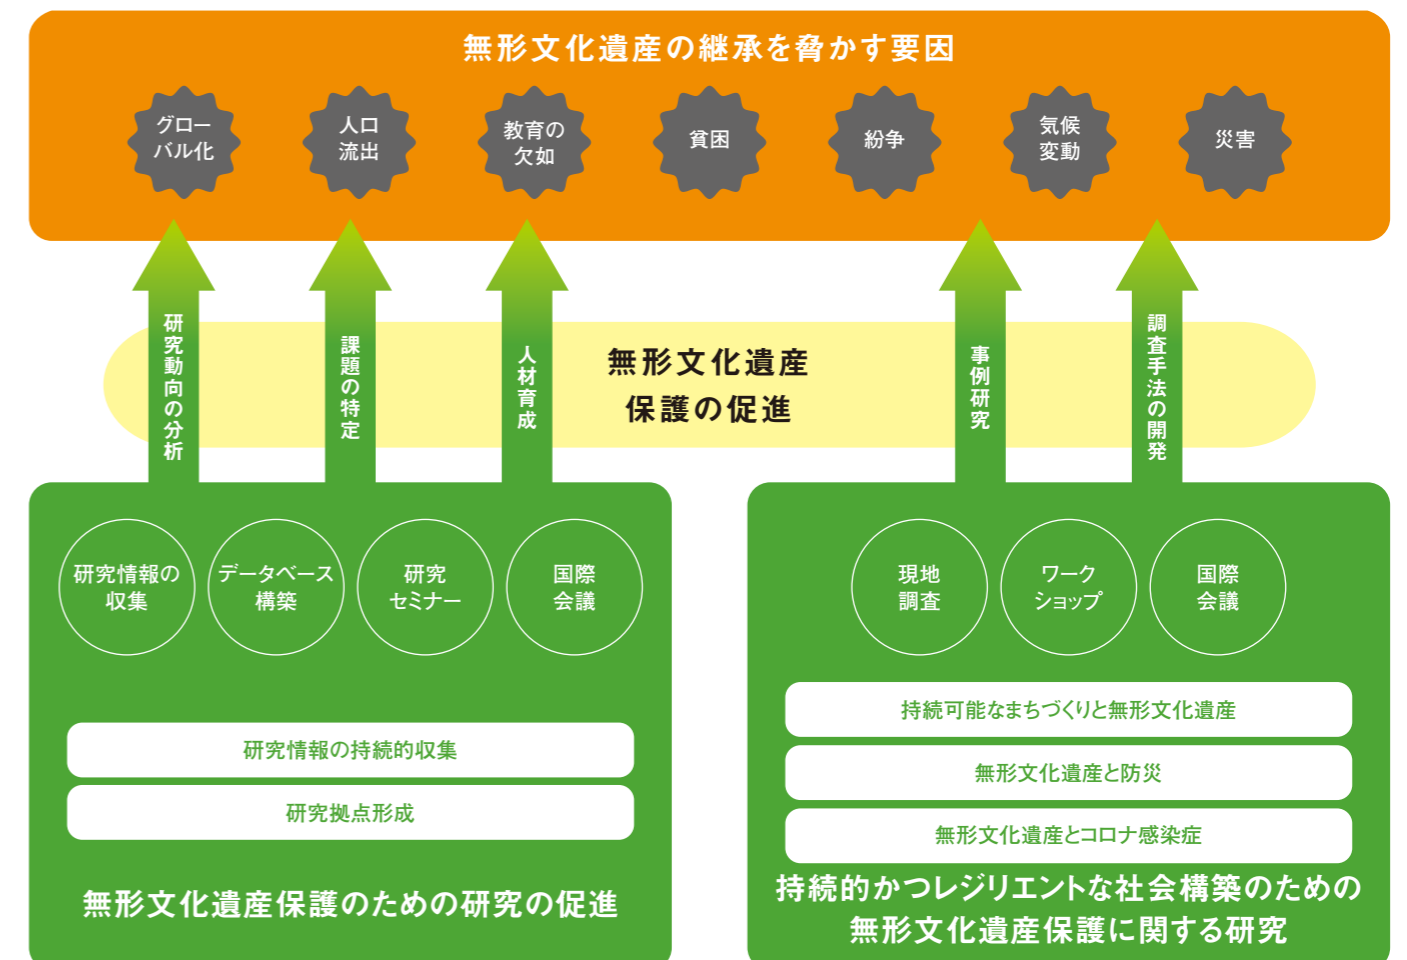 無形文化遺産の継承を脅かす要因
グロー
バル化
人口
流出
教育の
欠如
貧困
紛争
気候
変動
災害
研究動向の分析
課題の特定
人材育成
無形文化遺産
保護の促進
事例研究
調査手法の開発
研究情報の
収集
データベース
構築
研究
セミナー
国際
会議
研究情報の持続的収集
研究拠点形成
無形文化遺産保護のための研究の促進
現地
調査
ワーク
ショップ
国際
会議
持続可能なまちづくりと無形文化遺産
無形文化遺産と防災
無形文化遺産とコロナ感染症
持続的かつレジリエントな社会構築のための
無形文化遺産保護に関する研究